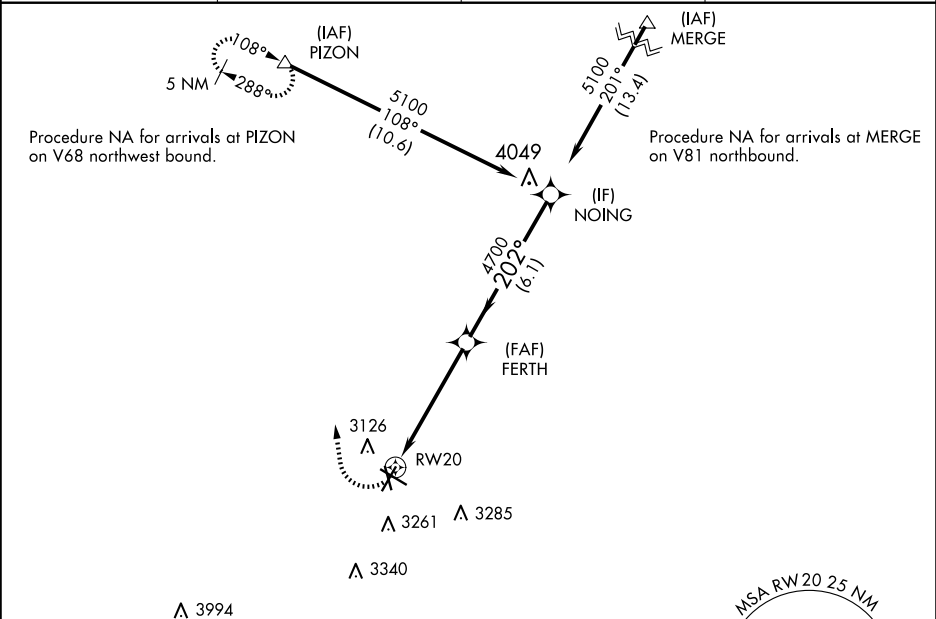 (IAF)
PIZON
108°
288°
5 NM
5100
108°
(10.6)
Procedure NA for arrivals at PIZON
on V68 northwest bound.
(IAF)
MERGE
5100
201°
(13.4)
Procedure NA for arrivals at MERGE
on V81 northbound.
4049
(IF)
NOING
4700
202°
(6.1)
(FAF)
FERTH
3126
RW20
3261
3285
3340
3994
MSA RW20 25 NM